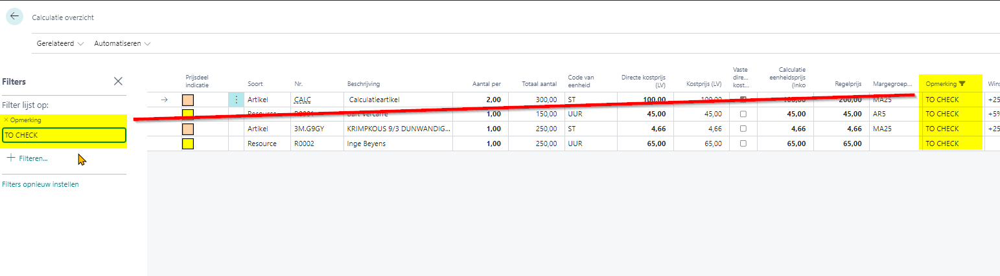 Calculatie overzicht
Gerelateerd Automatiseren
Filters
Filter lijst op:
× Opmerking
TO CHECK
+ Filteren...
Filters opnieuw instellen
Prijsdeel indicatie Soort Nr. Beschrijving Aantal per Totaal aantal Code van eenheid Directe kostprijs (LV) Kostprijs (LV) Vaste dire... kost... Calculatie eenheidsprijs (Inko Regelprijs Margegroep... Opmerking Wins
Artikel CALC Calculatieartikel 2,00 300,00 ST 100,00 100,00 100,00 200,00 MA25 TO CHECK +25
Resource R0001 1,00 150,00 UUR 45,00 45,00 45,00 45,00 AR5 TO CHECK +5%
Artikel 3M.G9GY KRIMPKOUS 9/3 DUNWANDIG... 1,00 250,00 ST 4,66 4,66 4,66 4,66 MA25 TO CHECK +25
Resource R0002 Inge Beyens 1,00 250,00 UUR 65,00 65,00 65,00 65,00 TO CHECK